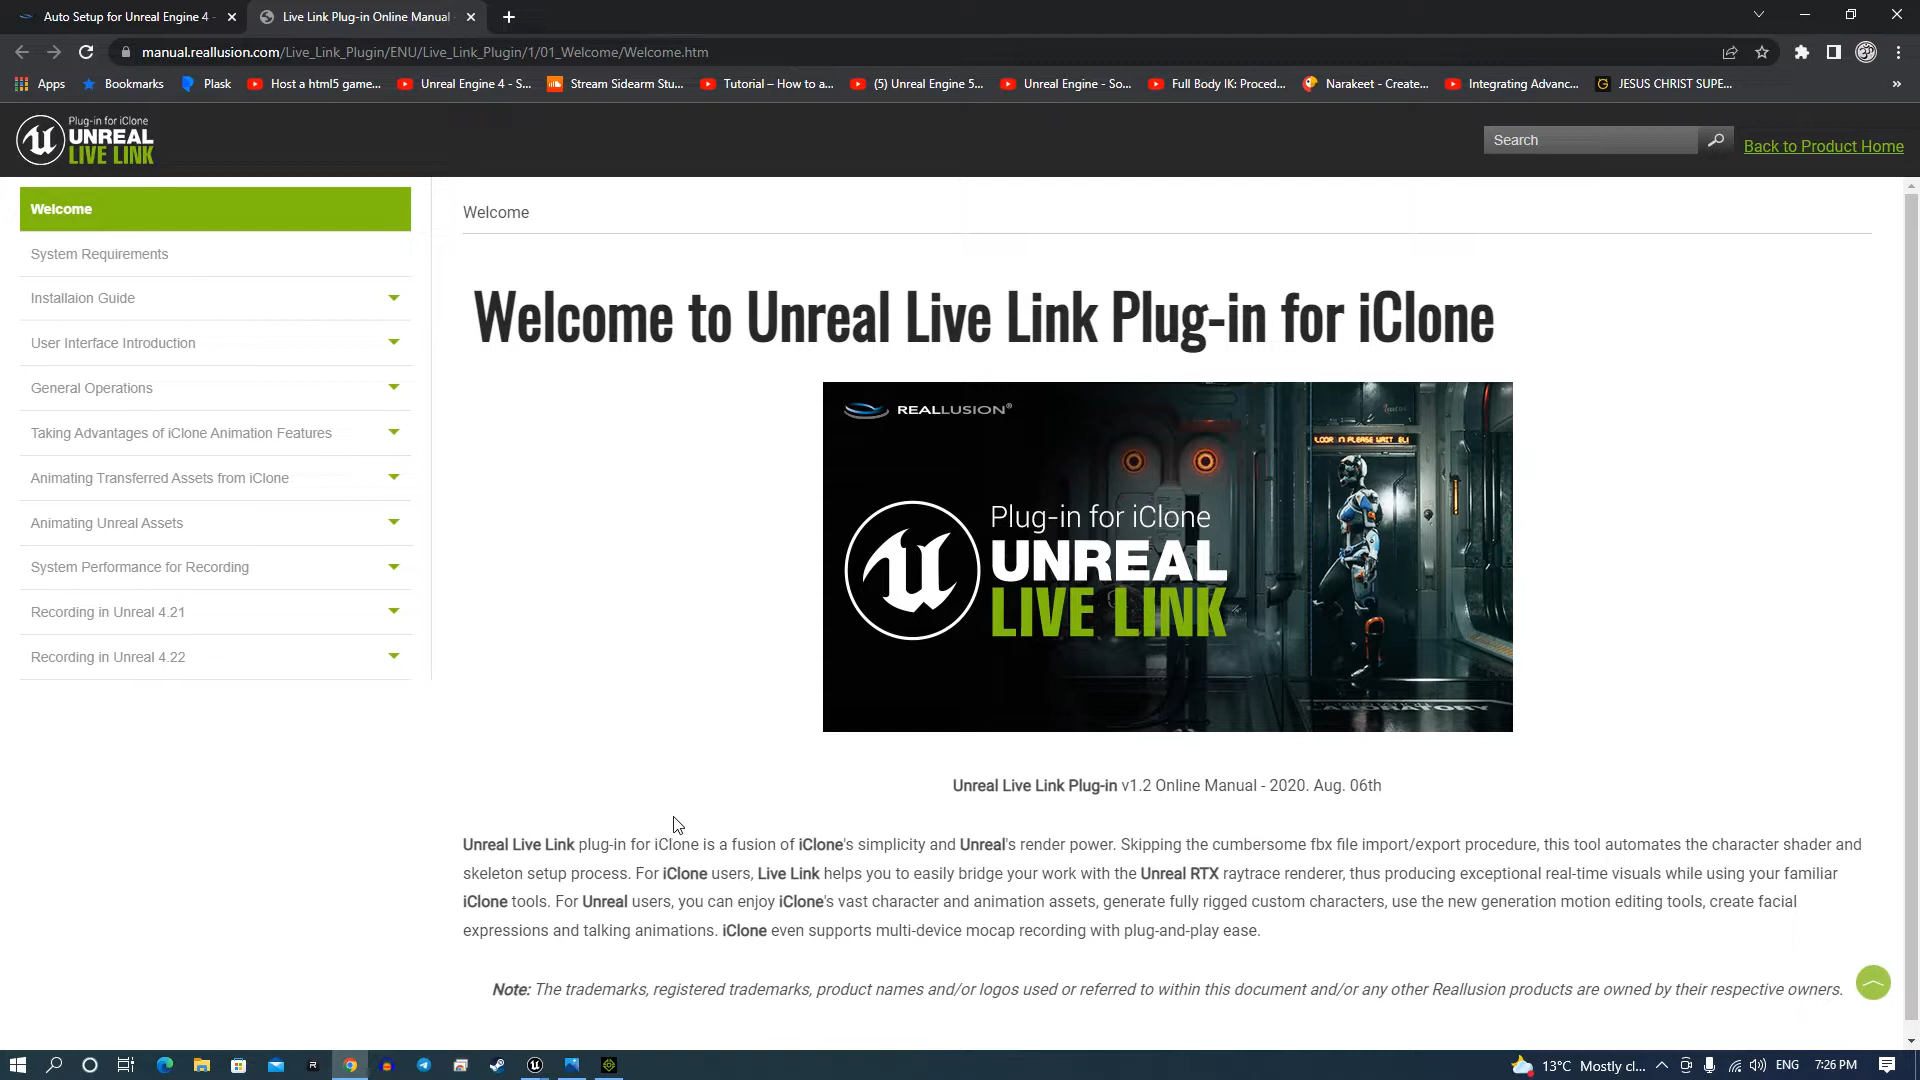 Auto Setup for Unreal Engine 4 -
Live Link Plug-in Online Manual
manual.reallusion.com/Live_Link_Plugin/ENU/Live_Link_Plugin/1/01_Welcome/Welcome.htm
Apps
Bookmarks
Plask
Host a html5 game...
Unreal Engine 4 - S...
Stream Sidearm Stu...
Tutorial – How to a...
(5) Unreal Engine 5...
Unreal Engine - So...
Full Body IK: Proced...
Narakeet - Create...
Integrating Advanc...
JESUS CHRIST SUPE...
»
Plug-in for iClone
UNREAL
LIVE LINK
Search
Back to Product Home
Welcome
System Requirements
Installaion Guide
User Interface Introduction
General Operations
Taking Advantages of iClone Animation Features
Animating Transferred Assets from iClone
Animating Unreal Assets
System Performance for Recording
Recording in Unreal 4.21
Recording in Unreal 4.22
Welcome
Welcome to Unreal Live Link Plug-in for iClone
REALLUSION®
Plug-in for iClone
UNREAL
LIVE LINK
LABORATORY
Unreal Live Link Plug-in v1.2 Online Manual - 2020. Aug. 06th
Unreal Live Link plug-in for iClone is a fusion of iClone's simplicity and Unreal's render power. Skipping the cumbersome fbx file import/export procedure, this tool automates the character shader and
skeleton setup process. For iClone users, Live Link helps you to easily bridge your work with the Unreal RTX raytrace renderer, thus producing exceptional real-time visuals while using your familiar
iClone tools. For Unreal users, you can enjoy iClone's vast character and animation assets, generate fully rigged custom characters, use the new generation motion editing tools, create facial
expressions and talking animations. iClone even supports multi-device mocap recording with plug-and-play ease.
Note: The trademarks, registered trademarks, product names and/or logos used or referred to within this document and/or any other Reallusion products are owned by their respective owners.
13°C Mostly cl...
ENG
7:26 PM